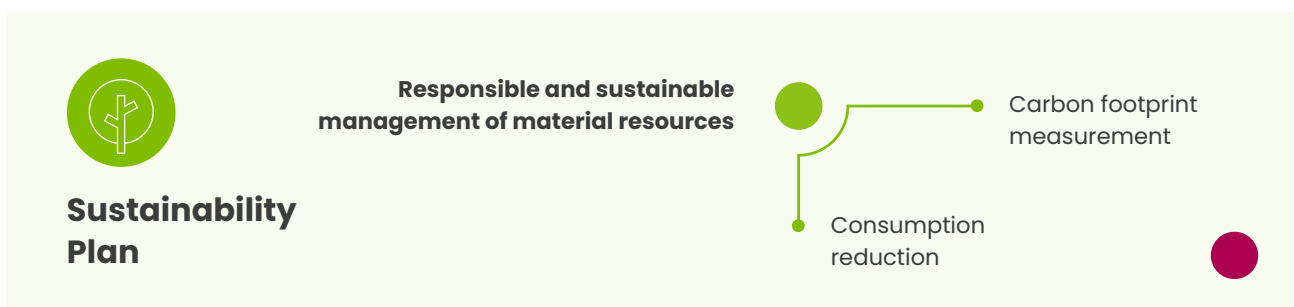 Responsible and sustainable
management of material resources
Carbon footprint
measurement
Sustainability
Plan
Consumption
reduction